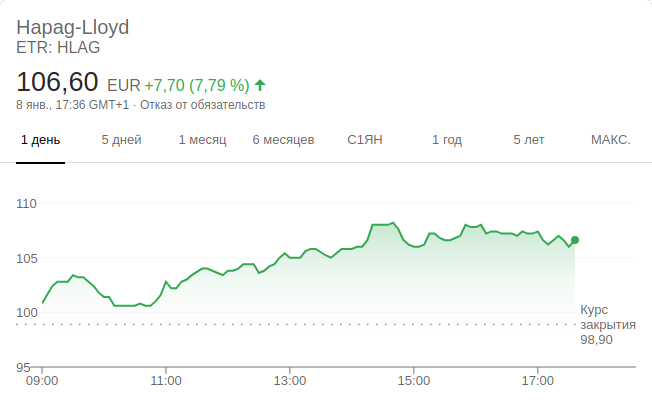 Hapag-Lloyd
ETR: HLAG
106,60 EUR +7,70 (7,79 %)
8 янв., 17:36 GMT+1 · Отказ от обязательств
1 день 5 дней 1 месяц 6 месяцев С1ЯН 1 год 5 лет МАКС.
110
105
100
Курс
закрытия
98,90
95
09:00 11:00 13:00 15:00 17:00